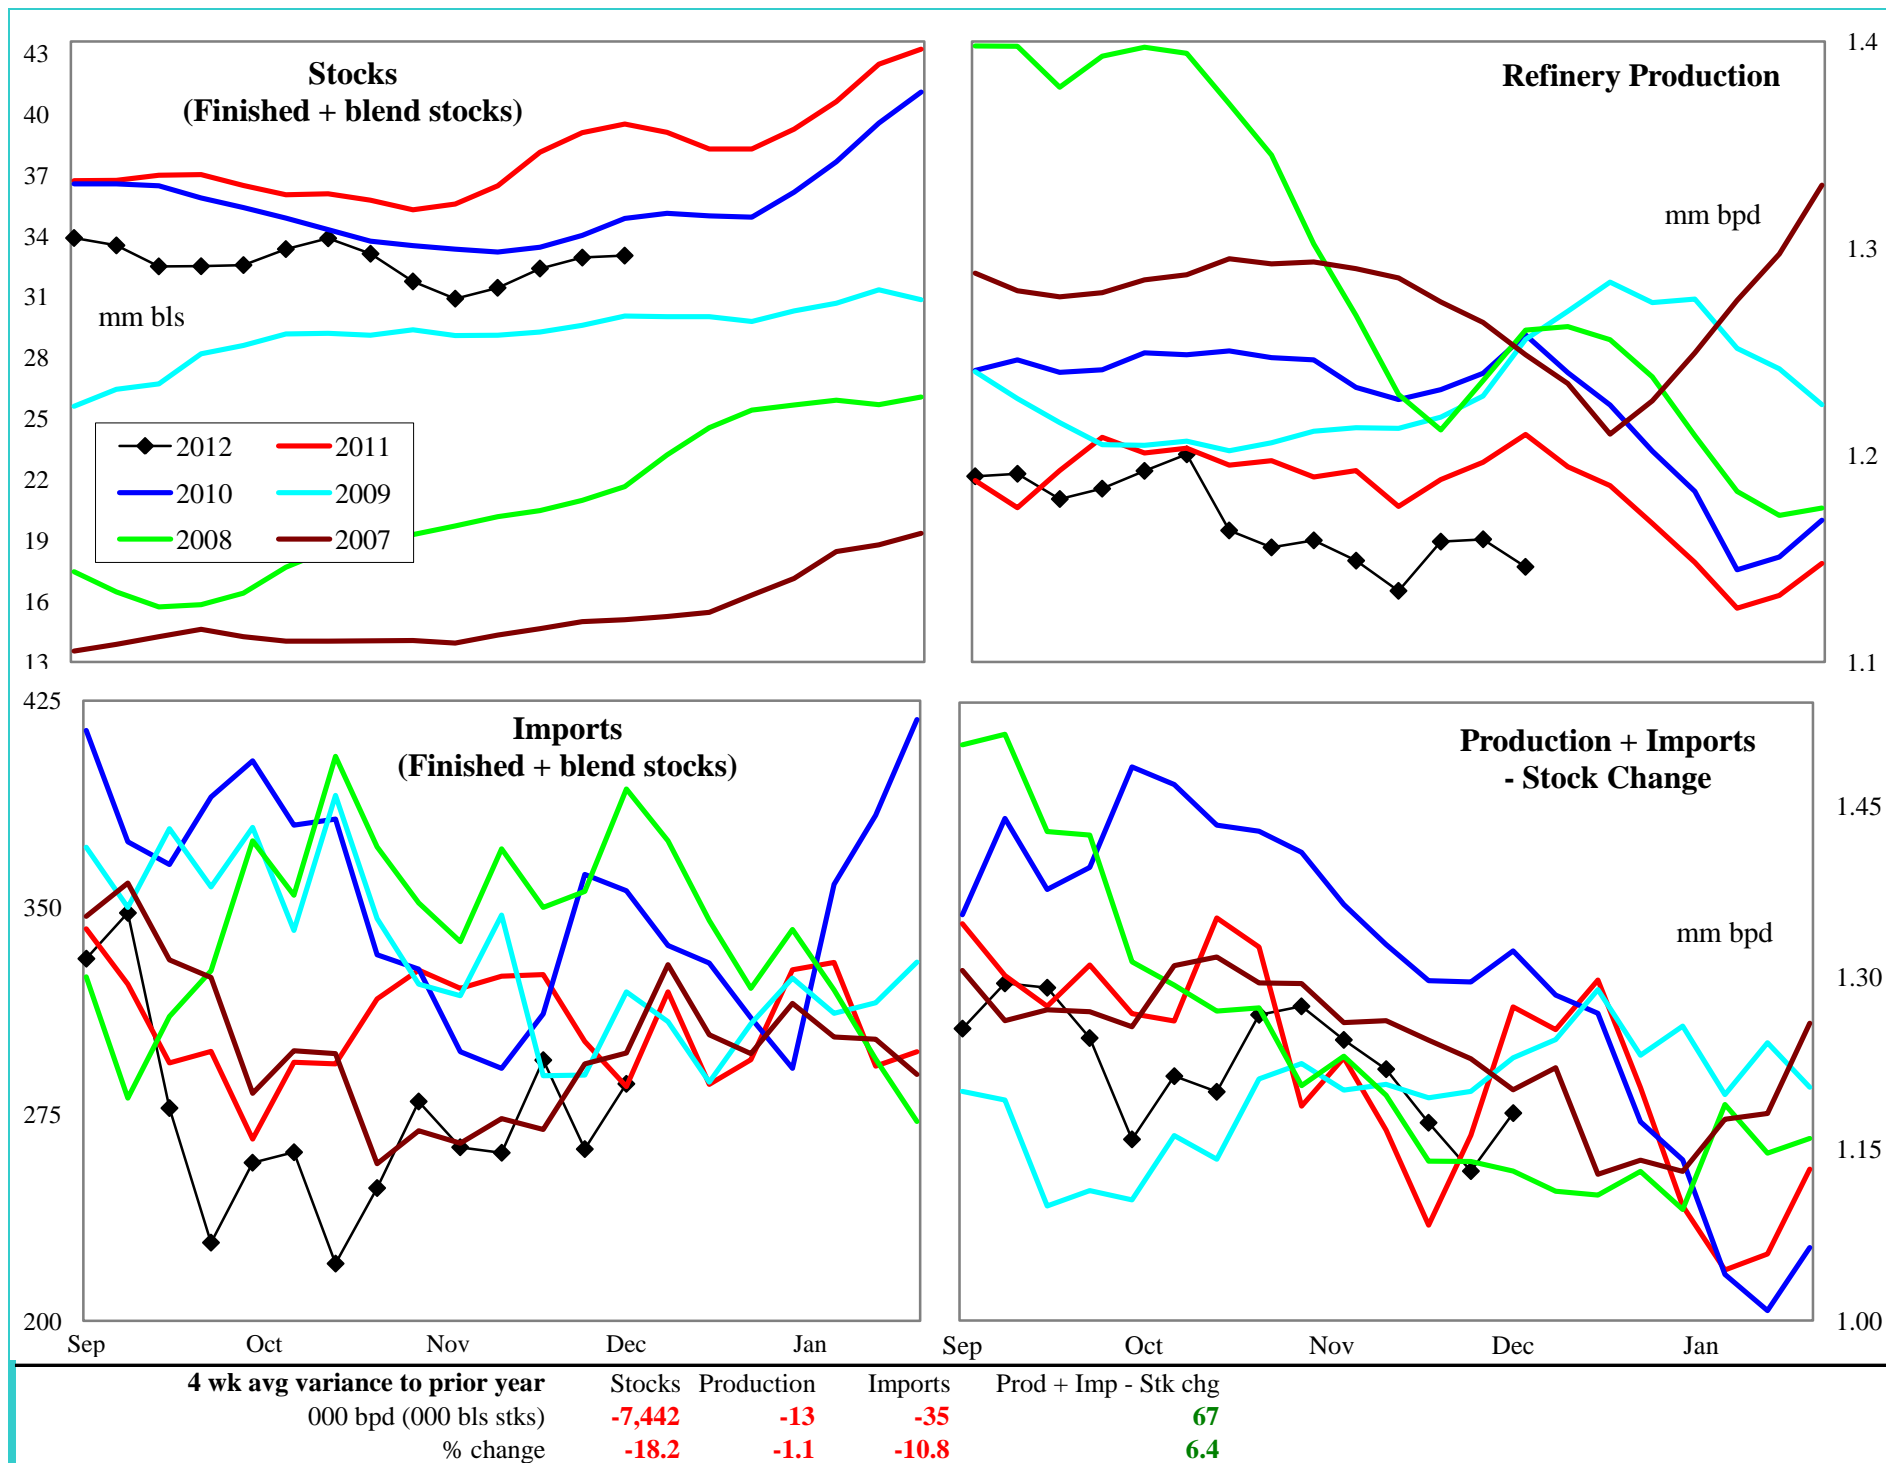 Stocks
(Finished + blend stocks)
43
40
37
34
31
28
25
22
19
16
13
mm bls
2012
2011
2010
2009
2008
2007
Refinery Production
mm bpd
1.4
1.3
1.2
1.1
Imports
(Finished + blend stocks)
425
350
275
200
Sep Oct Nov Dec Jan
Production + Imports
- Stock Change
mm bpd
1.45
1.30
1.15
1.00
Sep Oct Nov Dec Jan
4 wk avg variance to prior year Stocks Production Imports Prod + Imp - Stk chg
000 bpd (000 bls stks) -7,442 -13 -35 67
% change -18.2 -1.1 -10.8 6.4